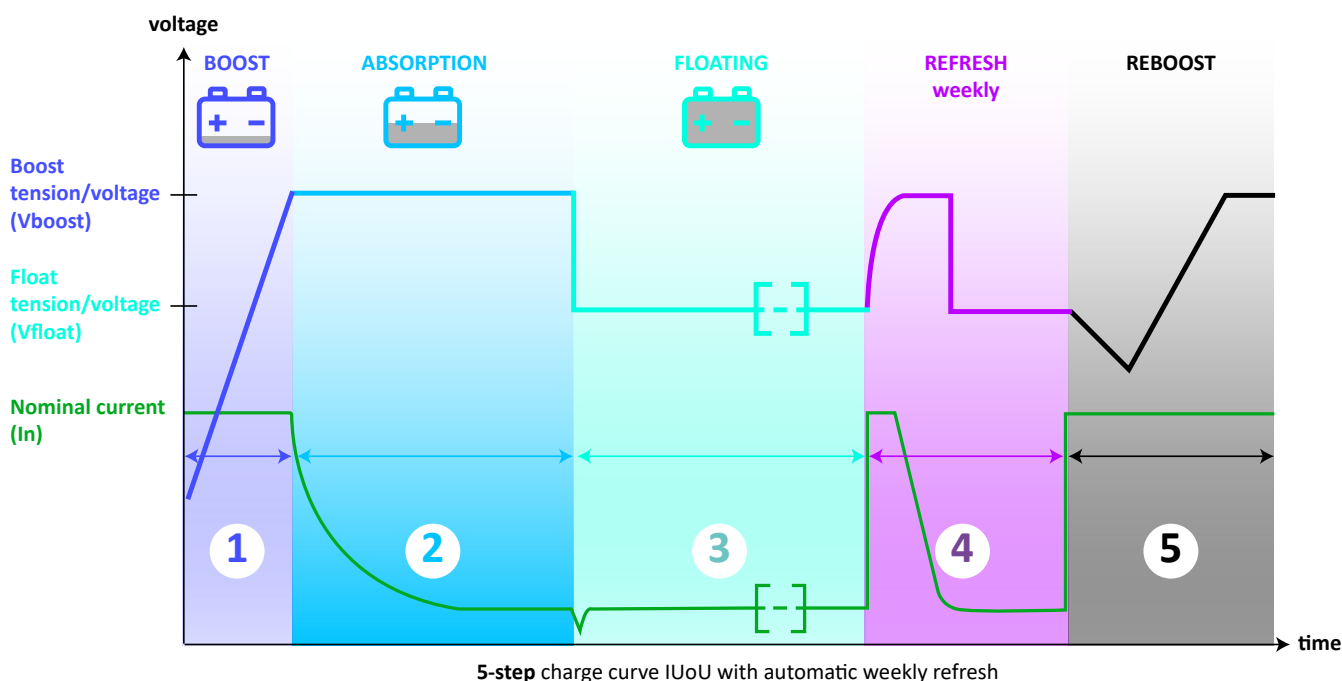 voltage
BOOST
ABSORPTION
FLOATING
REFRESH
weekly
REBOOST
+ −
+ −
+ −
Boost
tension/voltage
(Vboost)
Float
tension/voltage
(Vfloat)
Nominal current
(In)
1
2
3
4
5
time
5-step charge curve IUoU with automatic weekly refresh